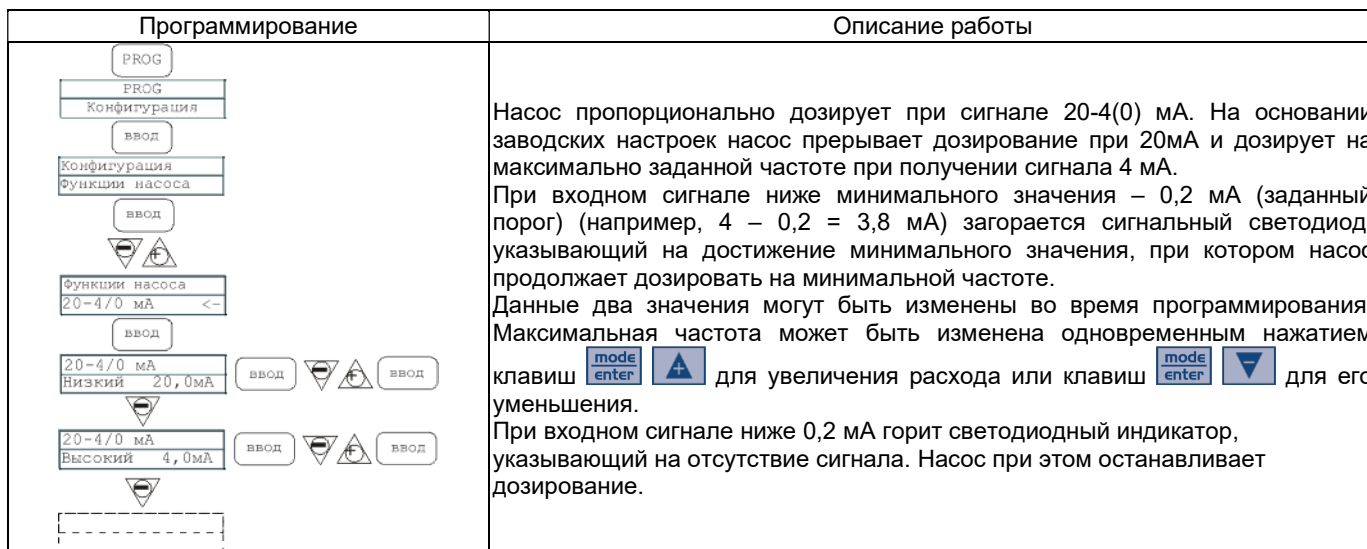 Программирование
Описание работы
PROG
PROG
Конфигурация
ввод
Конфигурация
Функции насоса
ввод
Функции насоса
20-4/0 мА <-
ввод
20-4/0 мА
Низкий 20,0мА
ввод
ввод
20-4/0 мА
Высокий 4,0мА
ввод
ввод
Насос пропорционально дозирует при сигнале 20-4(0) мА. На основании
заводских настроек насос прерывает дозирование при 20мА и дозирует на
максимально заданной частоте при получении сигнала 4 мА.
При входном сигнале ниже минимального значения – 0,2 мА (заданный
порог) (например, 4 – 0,2 = 3,8 мА) загорается сигнальный светодиод
указывающий на достижение минимального значения, при котором насос
продолжает дозировать на минимальной частоте.
Данные два значения могут быть изменены во время программирования
Максимальная частота может быть изменена одновременным нажатием
клавиш mode enter для увеличения расхода или клавиш mode enter для его
уменьшения.
При входном сигнале ниже 0,2 мА горит светодиодный индикатор,
указывающий на отсутствие сигнала. Насос при этом останавливает
дозирование.